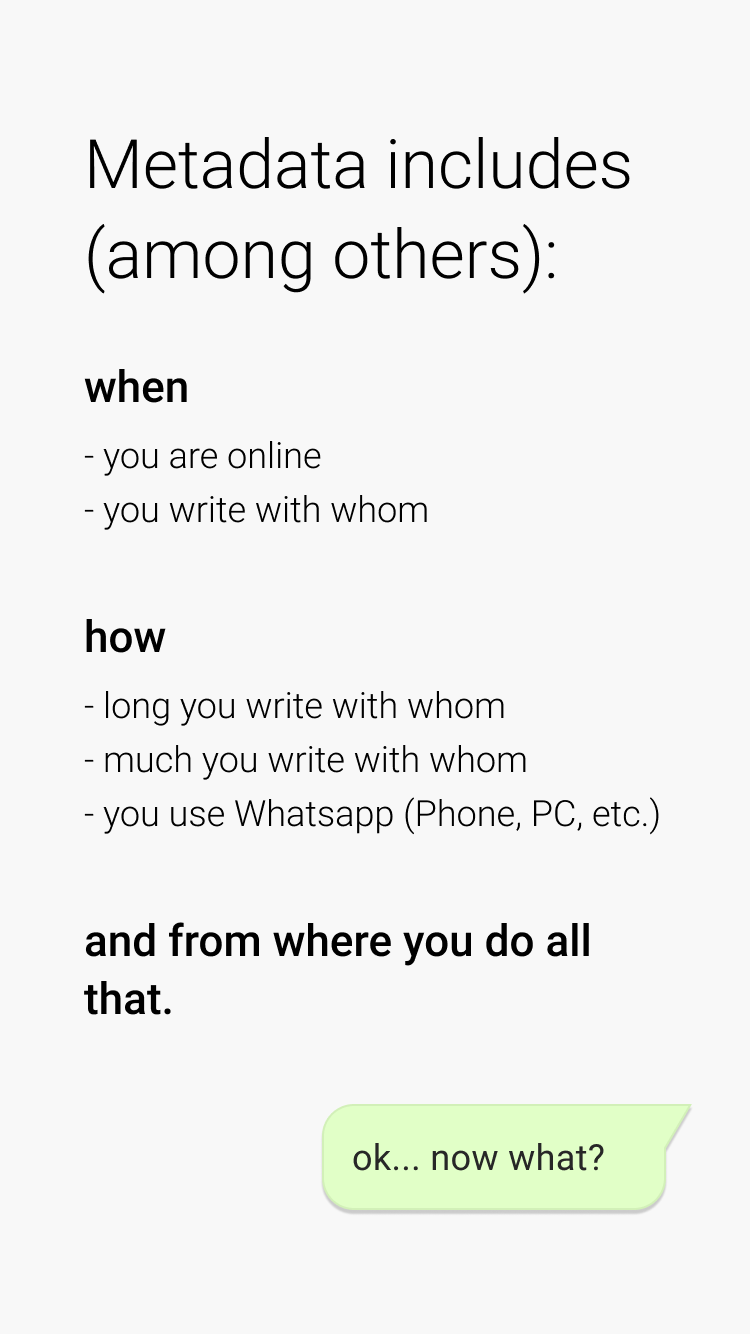 Metadata includes
(among others):
when
- you are online
- you write with whom
how
- long you write with whom
- much you write with whom
- you use Whatsapp (Phone, PC, etc.)
and from where you do all
that.
ok... now what?